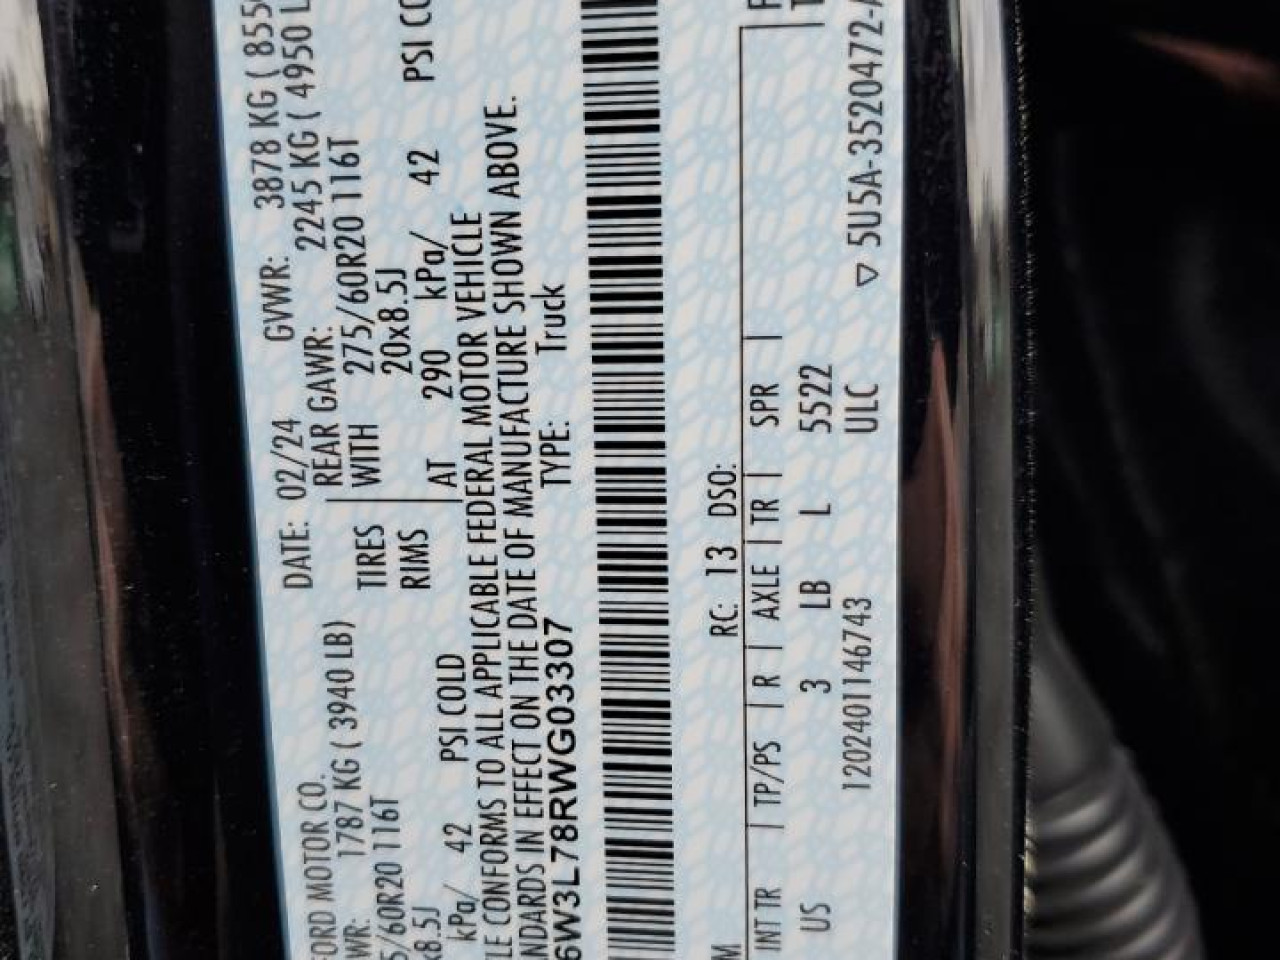 FORD MOTOR CO. DATE: 02/24 GVWR: 3878 KG ( 855
WR: 1787 KG ( 3940 LB) REAR GAWR: 2245 KG ( 4950 L
5/60R20 116T TIRES WITH 275/60R20 116T
x8.5J RIMS 20x8.5J
kPa/ 42 PSI COLD AT 290 kPa/ 42 PSI CO
LE CONFORMS TO ALL APPLICABLE FEDERAL MOTOR VEHICLE
NDARDS IN EFFECT ON THE DATE OF MANUFACTURE SHOWN ABOVE.
6W3L78RWG03307 TYPE: Truck
RC: 13 DSO:
INT TR | TP/PS | R | AXLE | TR | SPR |
US 3 LB L 5522
1202401146743 ULC ▽ 5U5A-3520472-